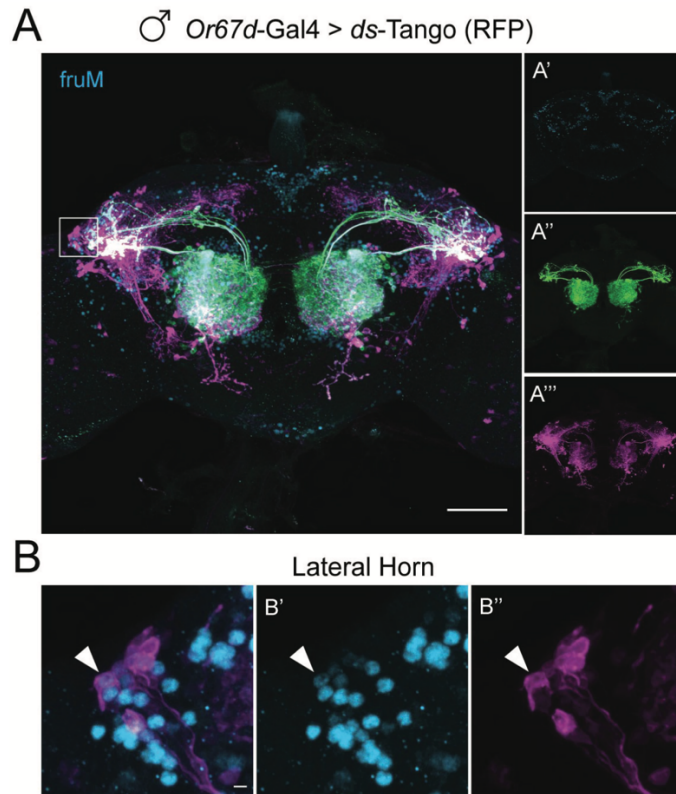 A
♂ Or67d-Gal4 > ds-Tango (RFP)
fruM
A'
A''
A'''
B
Lateral Horn
B'
B''